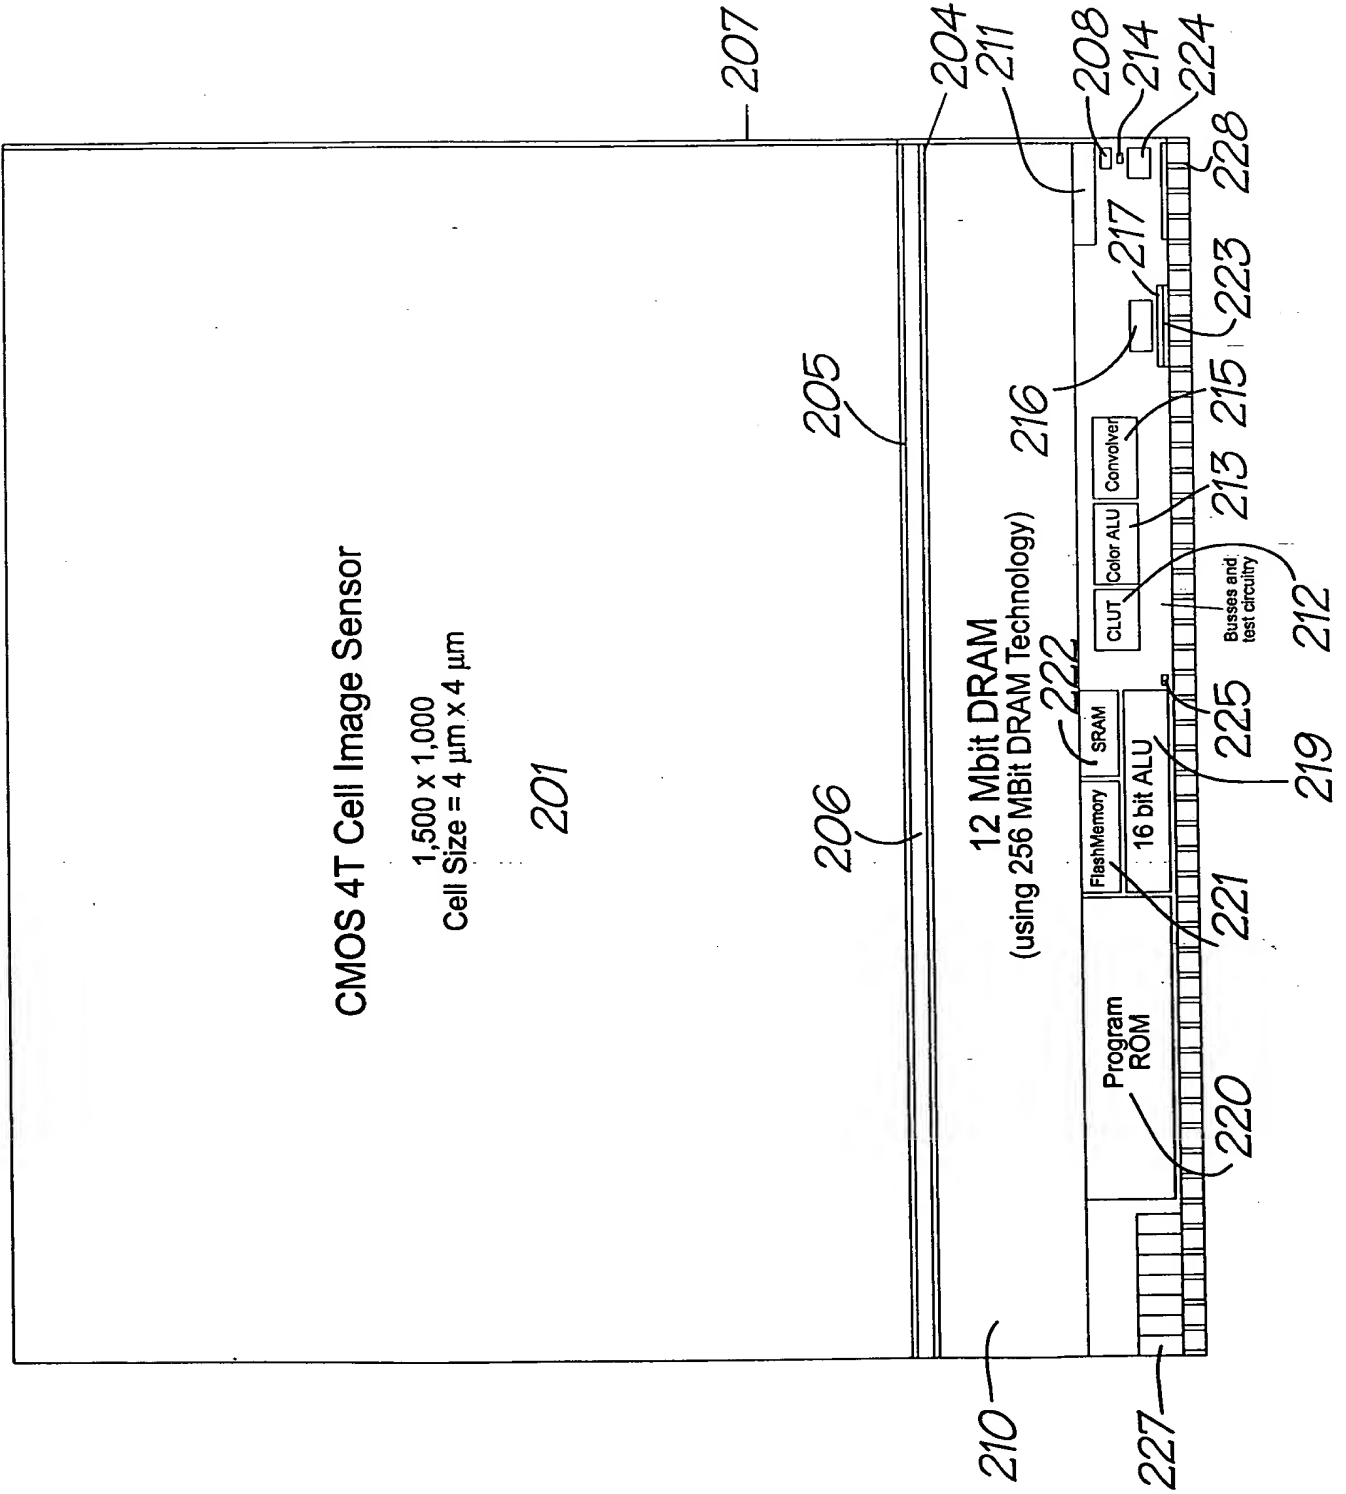 CMOS 4T Cell Image Sensor
1,500 x 1,000
Cell Size = 4 µm x 4 µm
201
207
205
206
204
211
12 Mbit DRAM
(using 256 MBit DRAM Technology)
210
208
214
224
228
217
223
216
215
213
212
222
225
219
221
220
227
Convolver
Color ALU
CLUT
Busses and
test circuitry
SRAM
FlashMemory
16 bit ALU
Program
ROM